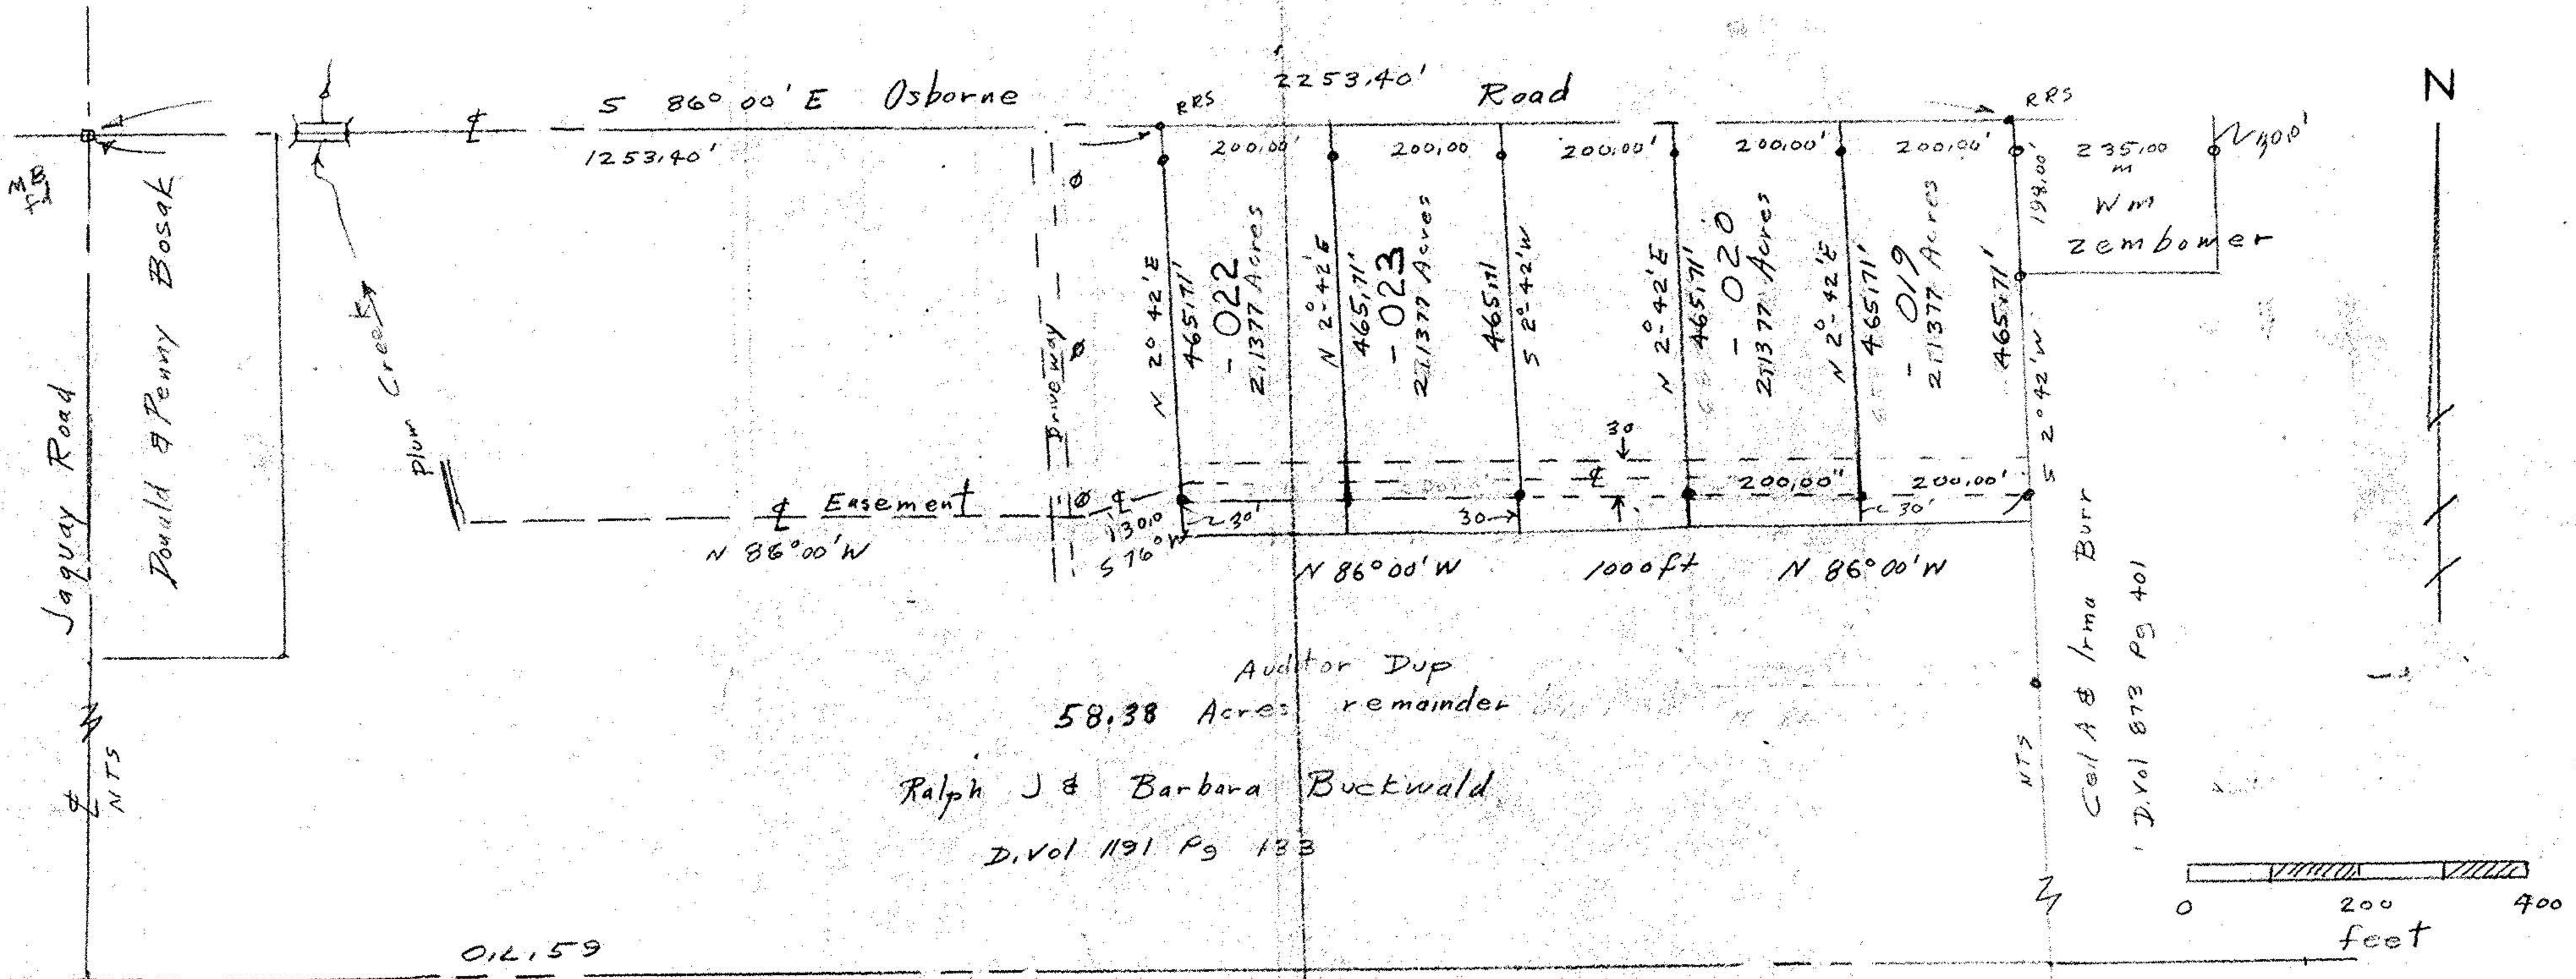 2253.40'
S 86° 00' E Osborne Road
RRS
RRS
N
℄
1253.40'
200.00'
200.00
200.00'
200.00'
200.00'
235.00
m
Wm
Zembower
198.00'
MB
Jaquay Road
Donald & Penny Bosak
Plum Creek
Driveway
N 2° 42' E
465.71'
- 022
2.1377 Acres
N 2°-42' E
465.71'
- 023
2.1377 Acres
465.71
S 2°-42' W
N 2°-42' E
465.71'
- 020
2.1377 Acres
N 2°-42' E
465.71'
- 019
2.1377 Acres
465.71'
S 2° 42' W
30
℄
200.00"
200.00'
℄ Easement
℄
130.0
S 76° W
30'
30
30'
N 86° 00' W
N 86° 00' W
1000 ft
N 86° 00' W
Auditor Dup
58.38 Acres remainder
Ralph J & Barbara Buckwald
D. Vol 1191 Pg 133
Ceil A & Irma Burr
D. Vol 873 Pg 401
NTS
℄
NTS
0 200 400
feet
O.L. 59